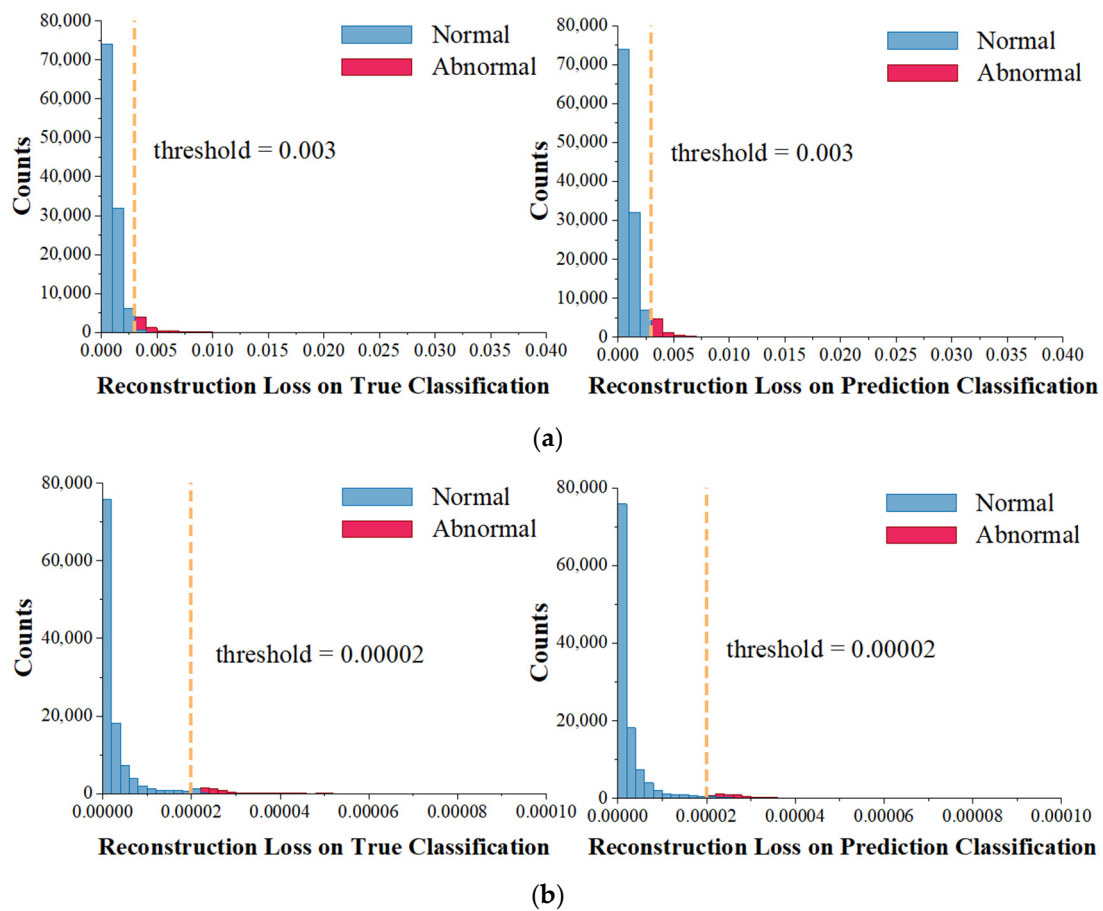 80,000
70,000
60,000
50,000
40,000
30,000
20,000
10,000
0
Counts
Normal
Abnormal
threshold = 0.003
0.000 0.005 0.010 0.015 0.020 0.025 0.030 0.035 0.040
Reconstruction Loss on True Classification
80,000
70,000
60,000
50,000
40,000
30,000
20,000
10,000
0
Counts
Normal
Abnormal
threshold = 0.003
0.000 0.005 0.010 0.015 0.020 0.025 0.030 0.035 0.040
Reconstruction Loss on Prediction Classification
(a)
80,000
60,000
40,000
20,000
0
Counts
Normal
Abnormal
threshold = 0.00002
0.00000 0.00002 0.00004 0.00006 0.00008 0.00010
Reconstruction Loss on True Classification
80,000
60,000
40,000
20,000
0
Counts
Normal
Abnormal
threshold = 0.00002
0.00000 0.00002 0.00004 0.00006 0.00008 0.00010
Reconstruction Loss on Prediction Classification
(b)